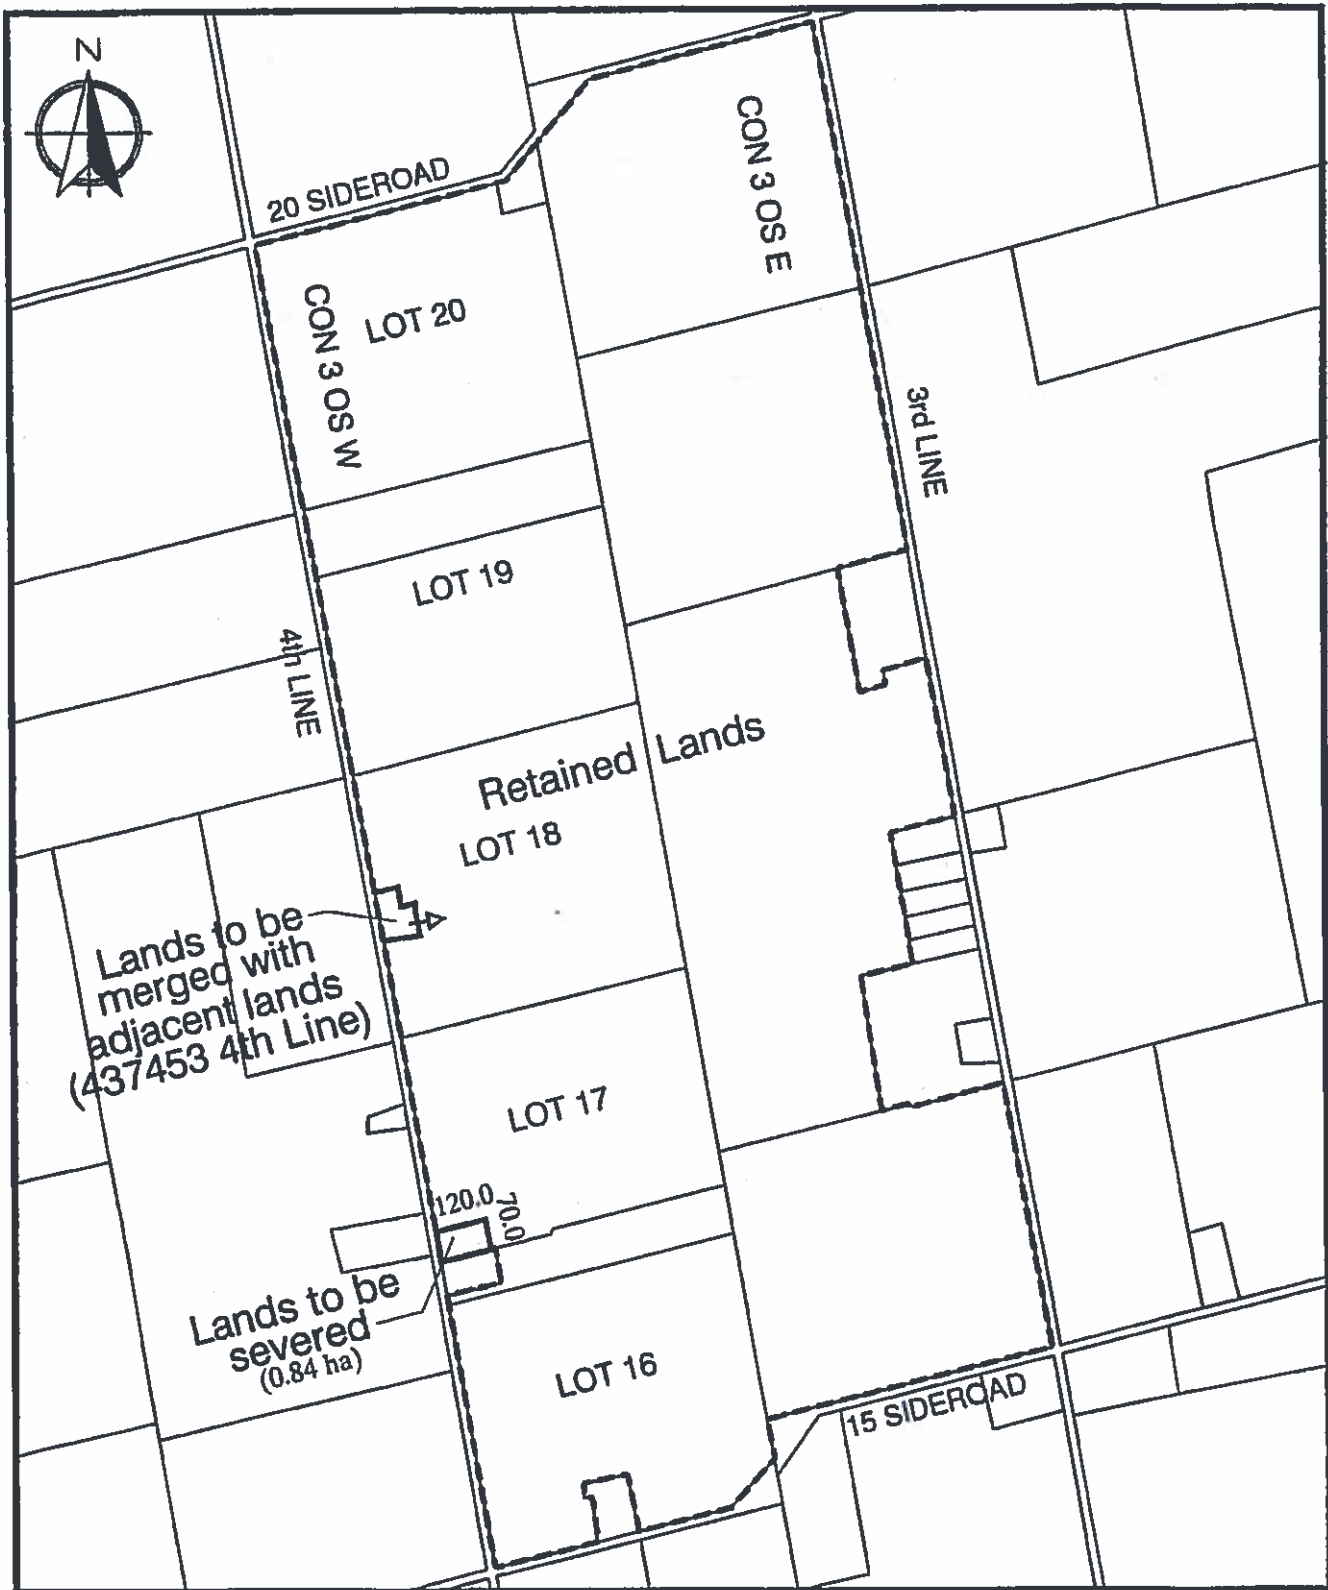 N
20 SIDEROAD
CON 3 OS E
CON 3 OS W
LOT 20
3rd LINE
LOT 19
4th LINE
Retained Lands
LOT 18
Lands to be
merged with
adjacent lands
(437453 4th Line)
LOT 17
120.0
70.0
Lands to be
severed
(0.84 ha)
LOT 16
15 SIDEROAD